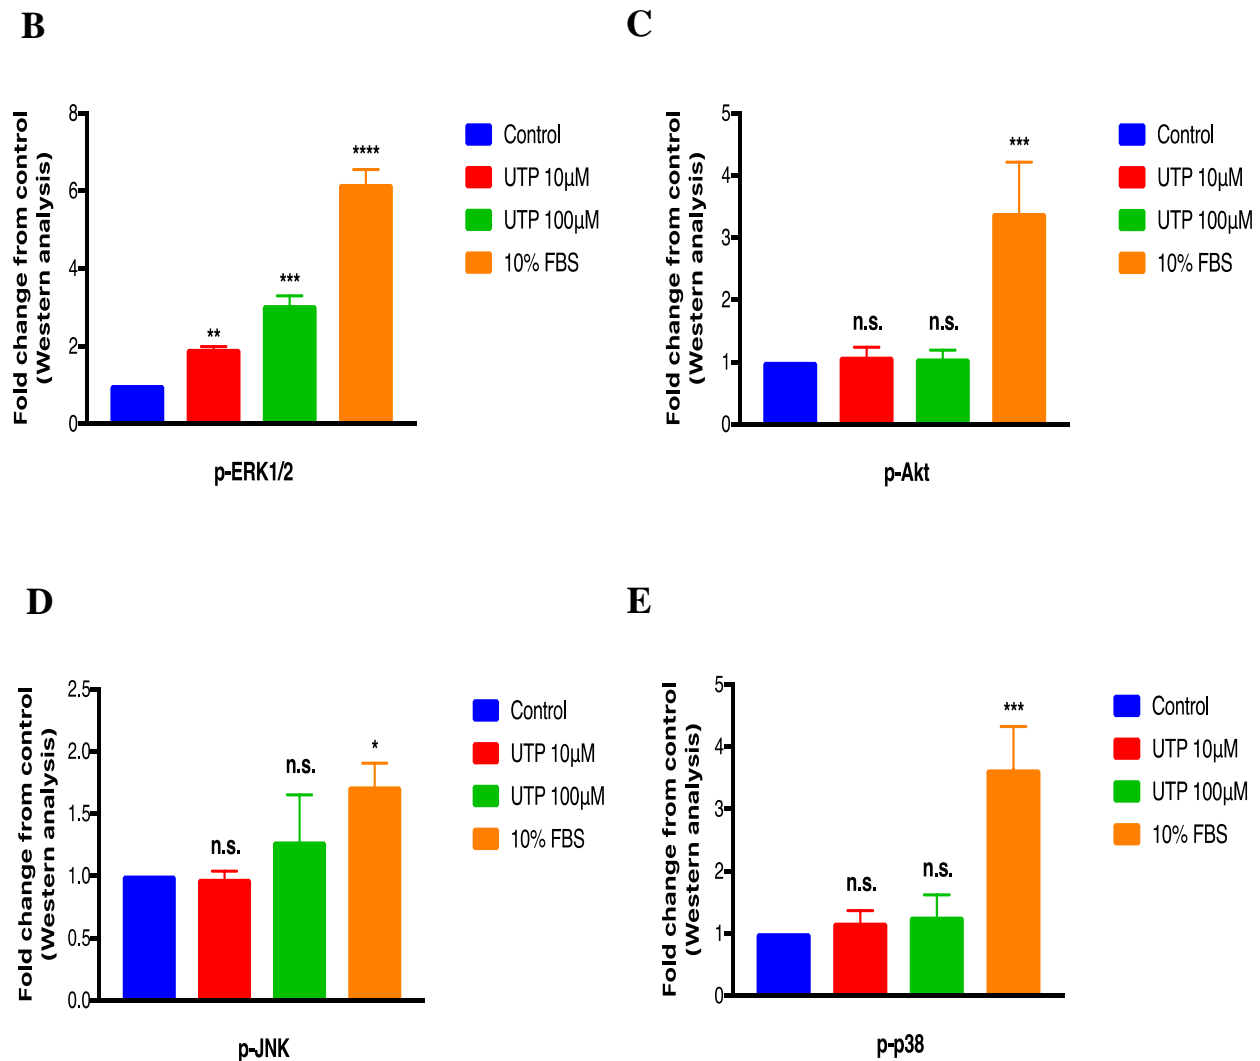 B
Fold change from control
(Western analysis)
8
6
4
2
0
**
***
****
Control
UTP 10µM
UTP 100µM
10% FBS
p-ERK1/2
C
Fold change from control
(Western analysis)
5
4
3
2
1
0
n.s.
n.s.
***
Control
UTP 10µM
UTP 100µM
10% FBS
p-Akt
D
Fold change from control
(Western analysis)
2.5
2.0
1.5
1.0
0.5
0.0
n.s.
n.s.
*
Control
UTP 10µM
UTP 100µM
10% FBS
p-JNK
E
Fold change from control
(Western analysis)
5
4
3
2
1
0
n.s.
n.s.
***
Control
UTP 10µM
UTP 100µM
10% FBS
p-p38